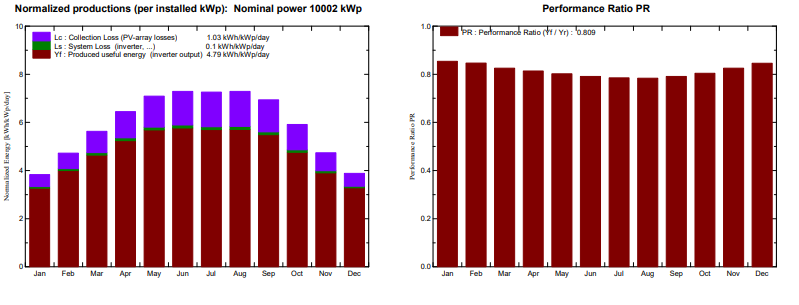 Normalized productions (per installed kWp): Nominal power 10002 kWp
Lc : Collection Loss (PV-array losses) 1.03 kWh/kWp/day
Ls : System Loss (inverter, ...) 0.1 kWh/kWp/day
Yf : Produced useful energy (inverter output) 4.79 kWh/kWp/day
Normalized Energy [kWh/kWp/day]
10
8
6
4
2
0
Jan Feb Mar Apr May Jun Jul Aug Sep Oct Nov Dec
Performance Ratio PR
PR : Performance Ratio (Yf / Yr) : 0.809
Performance Ratio PR
1.0
0.8
0.6
0.4
0.2
0.0
Jan Feb Mar Apr May Jun Jul Aug Sep Oct Nov Dec